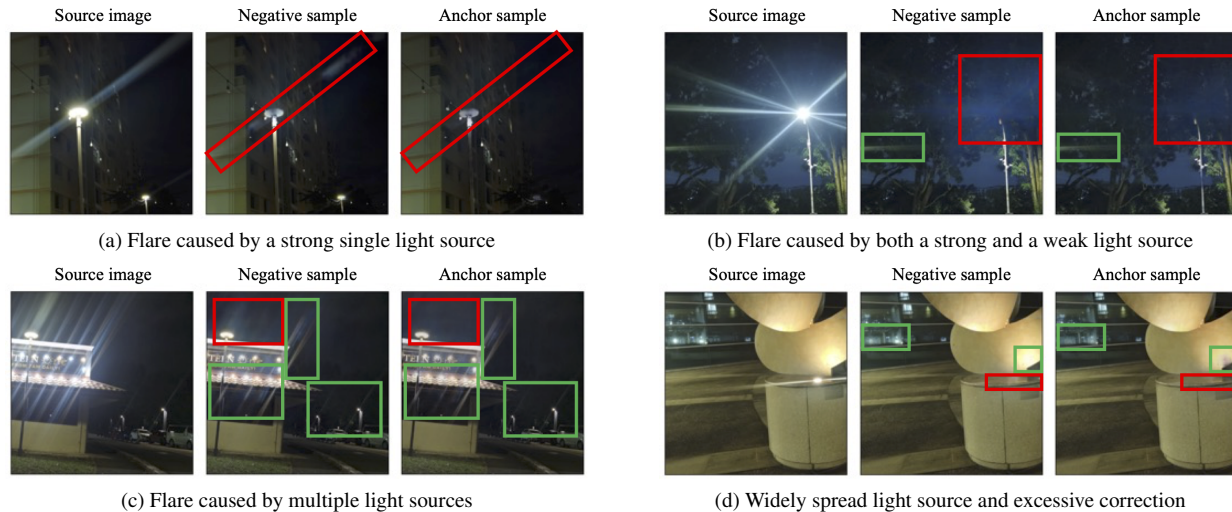 Source image Negative sample Anchor sample
Source image Negative sample Anchor sample
(a) Flare caused by a strong single light source
(b) Flare caused by both a strong and a weak light source
Source image Negative sample Anchor sample
Source image Negative sample Anchor sample
(c) Flare caused by multiple light sources
(d) Widely spread light source and excessive correction